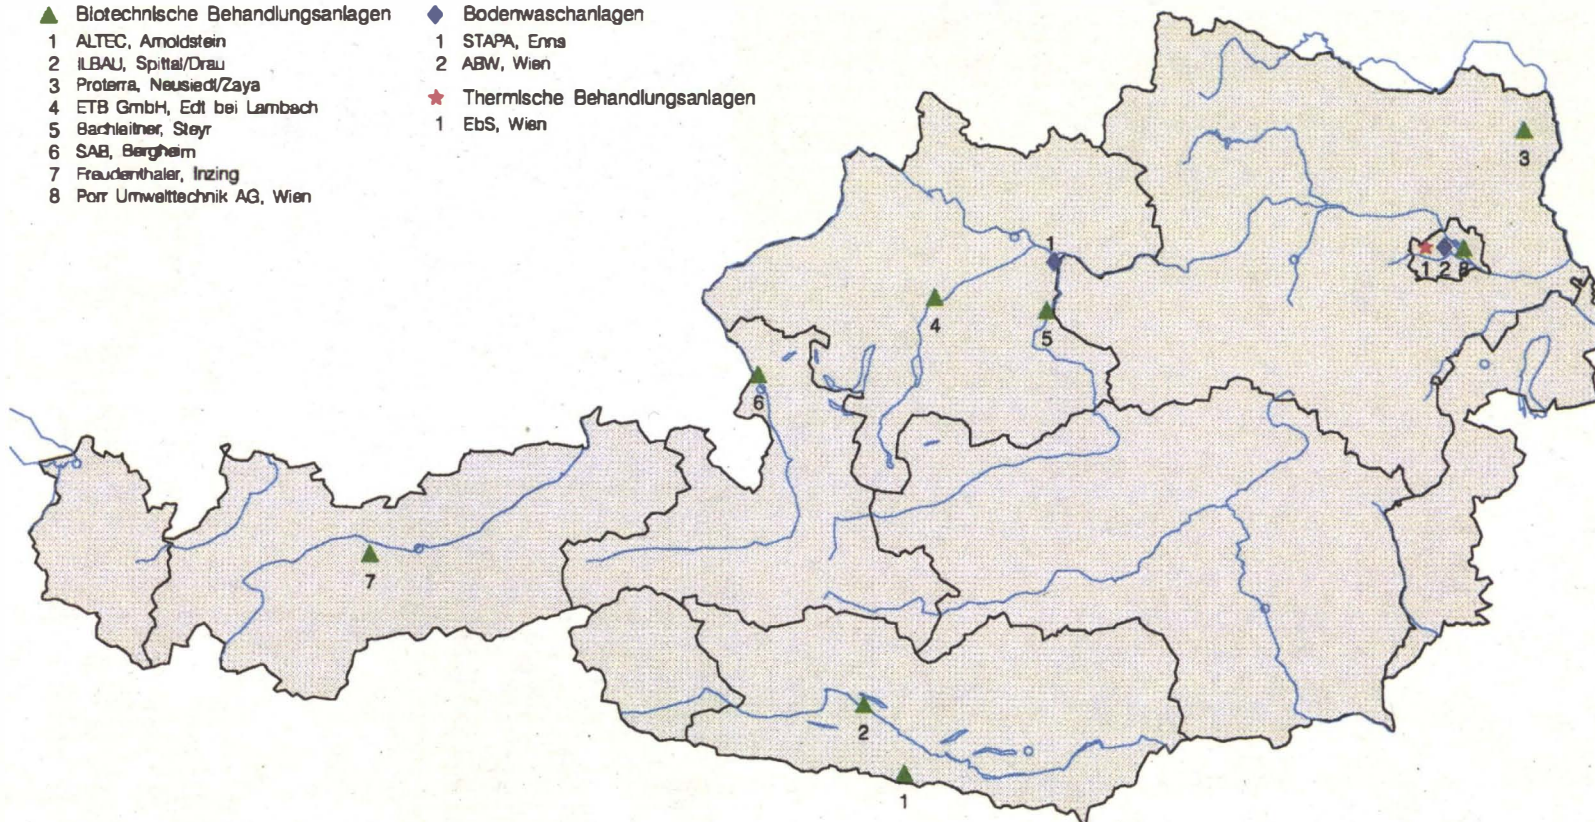 Biotechnische Behandlungsanlagen
1 ALTEC, Arnoldstein
2 ILBAU, Spittal/Drau
3 Proterra, Neusiedl/Zaya
4 ETB GmbH, Edt bei Lambach
5 Bachleitner, Steyr
6 SAB, Bergheim
7 Freudenthaler, Inzing
8 Porr Umwelttechnik AG, Wien
Bodenwaschanlagen
1 STAPA, Enns
2 ABW, Wien
Thermische Behandlungsanlagen
1 EbS, Wien
3
1
1 2 8
4
5
6
7
2
1